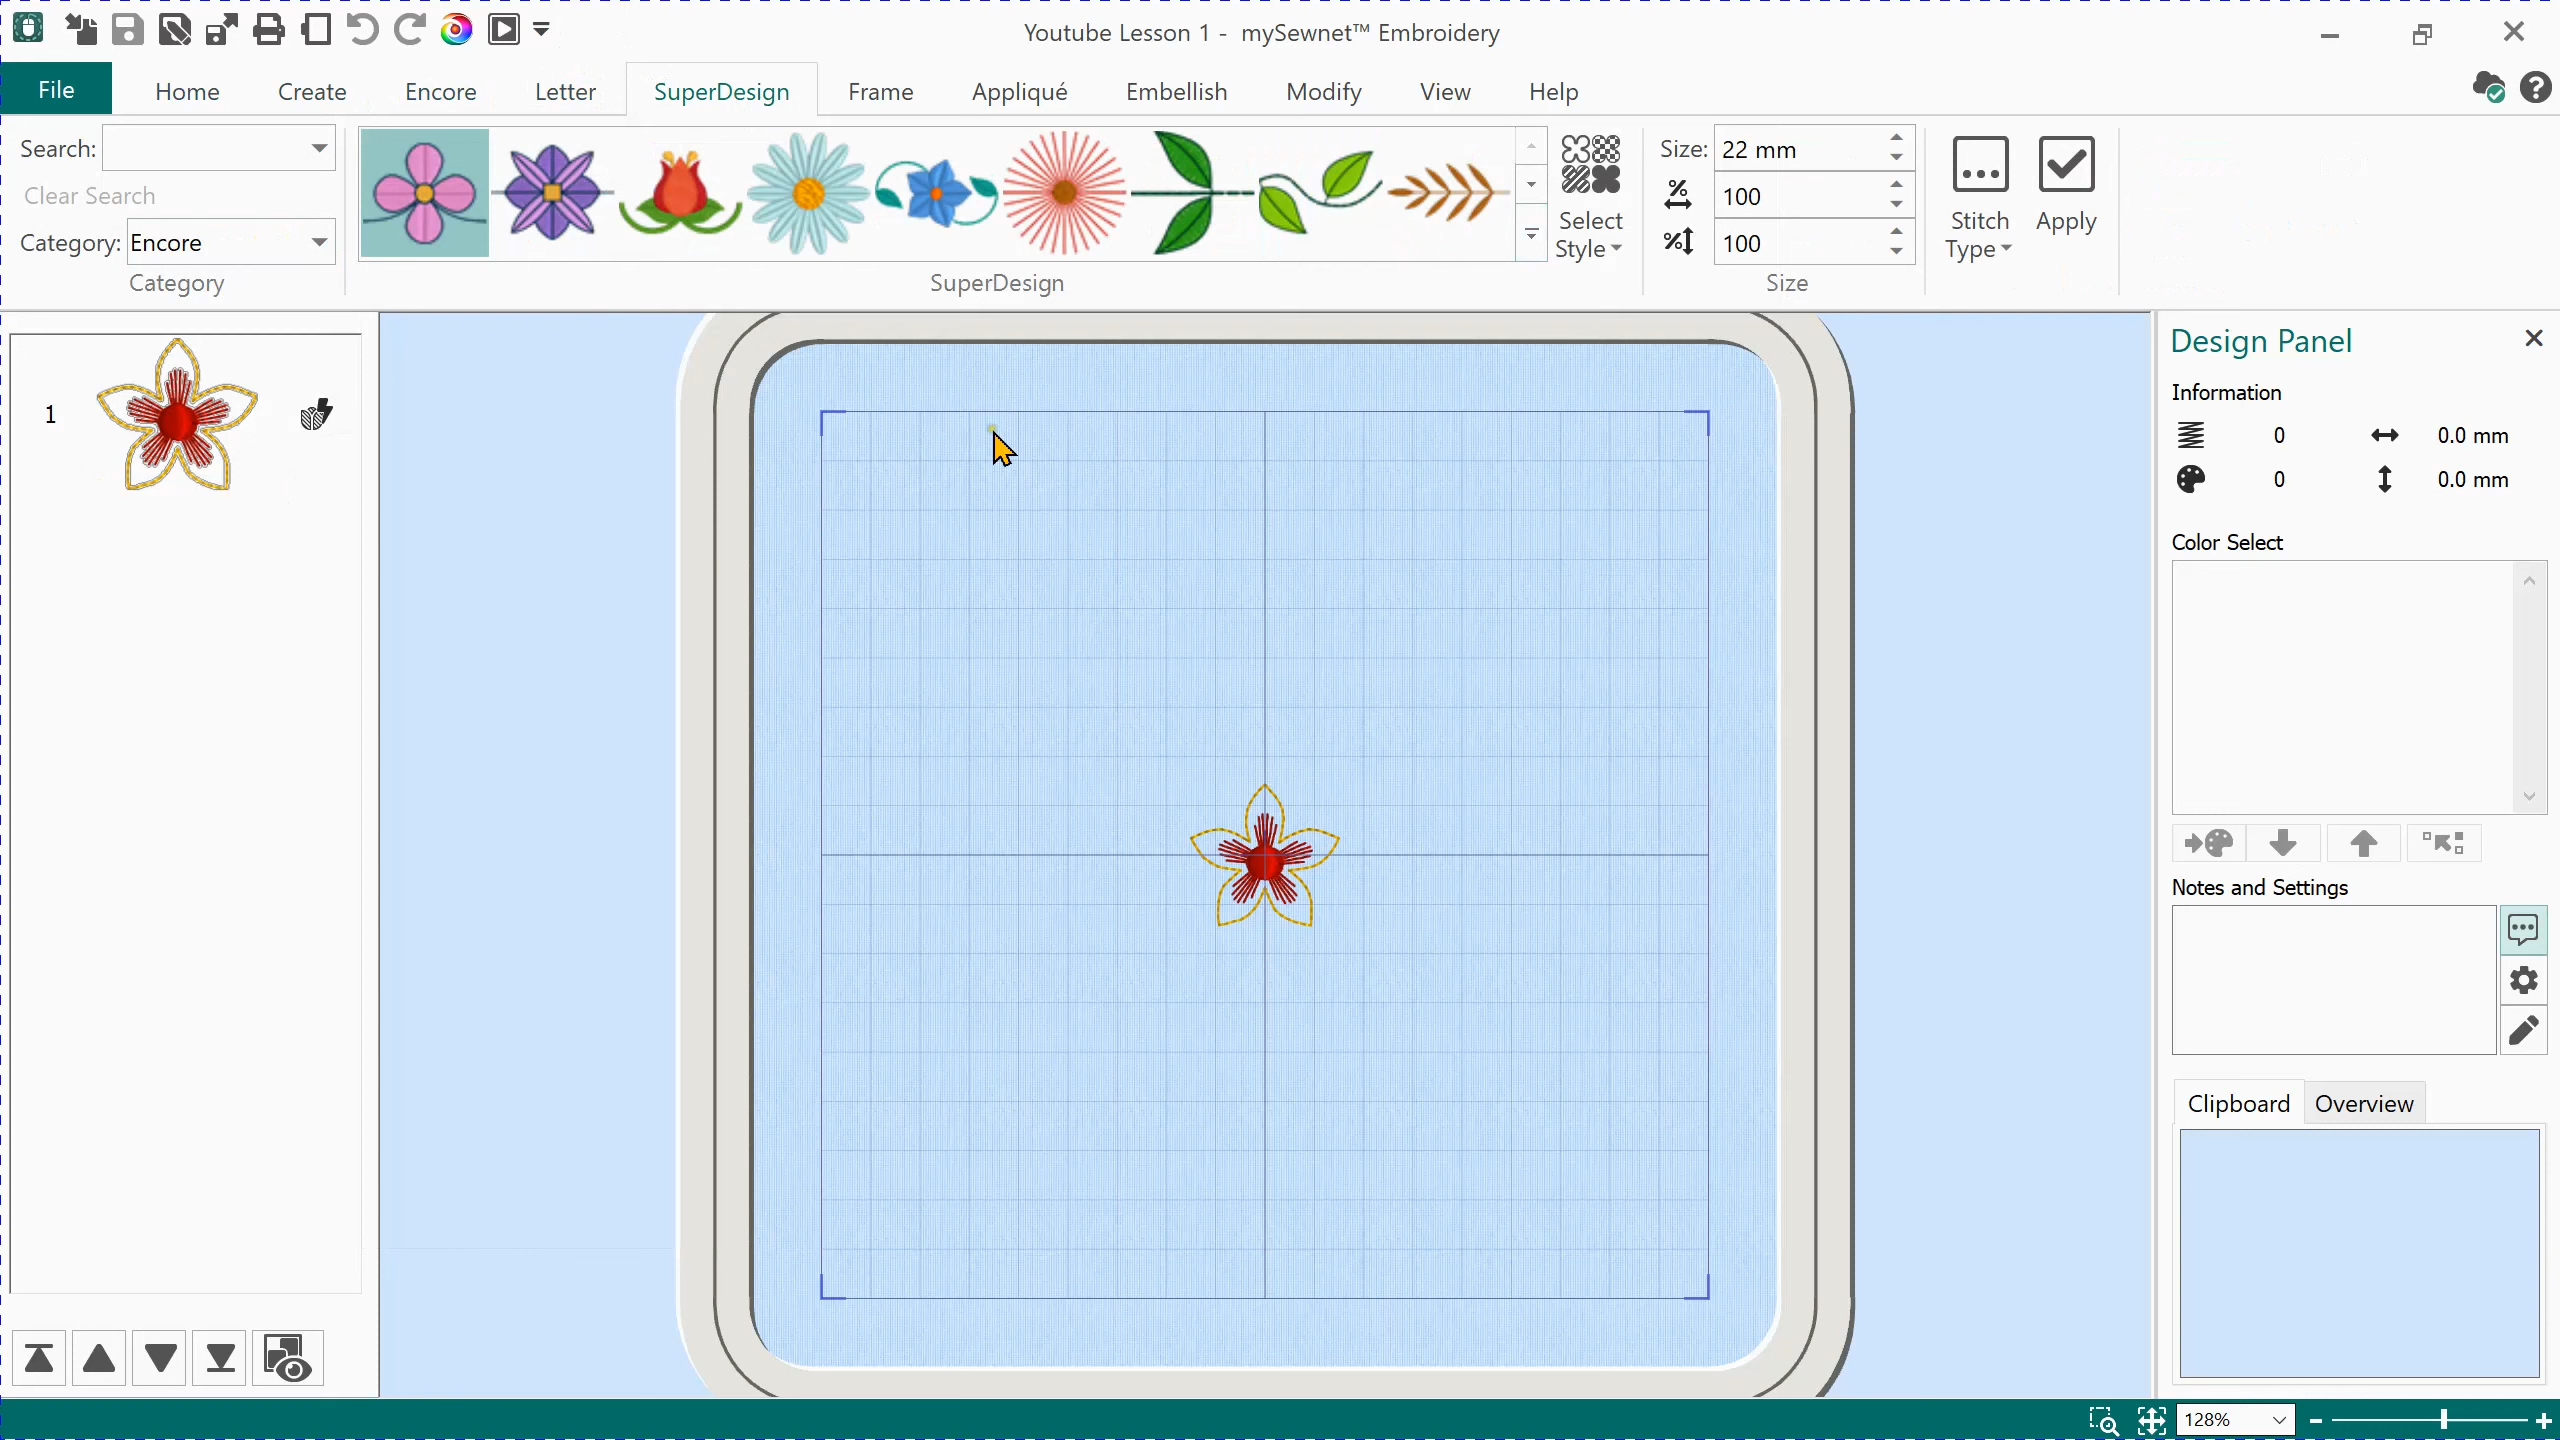 Youtube Lesson 1 - mySewnet™ Embroidery
File Home Create Encore Letter SuperDesign Frame Appliqué Embellish Modify View Help
Search:
Clear Search
Category: Encore
Category
SuperDesign
Select
Style
Size: 22 mm
% 100
% 100
Size
Stitch
Type
Apply
1
Design Panel
Information
0 0.0 mm
0 0.0 mm
Color Select
Notes and Settings
Clipboard Overview
128%